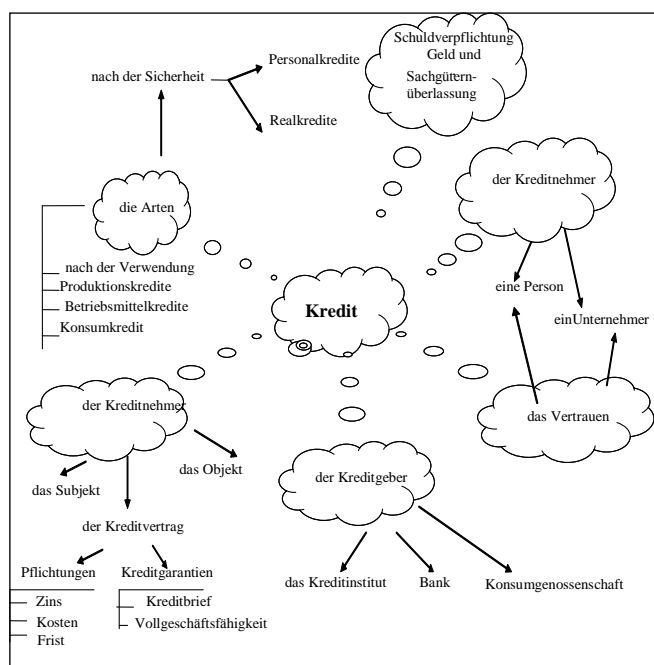 Schuldverpflichtung
Geld und
Sachgütern-
überlassung
Personalkredite
nach der Sicherheit
Realkredite
der Kreditnehmer
die Arten
nach der Verwendung
Produktionskredite
Betriebsmittelkredite
Konsumkredit
Kredit
eine Person
einUnternehmer
der Kreditnehmer
das Vertrauen
das Objekt
das Subjekt
der Kreditgeber
der Kreditvertrag
Pflichtungen
Kreditgarantien
das Kreditinstitut
Bank
Konsumgenossenschaft
Zins
Kosten
Frist
Kreditbrief
Vollgeschäftsfähigkeit